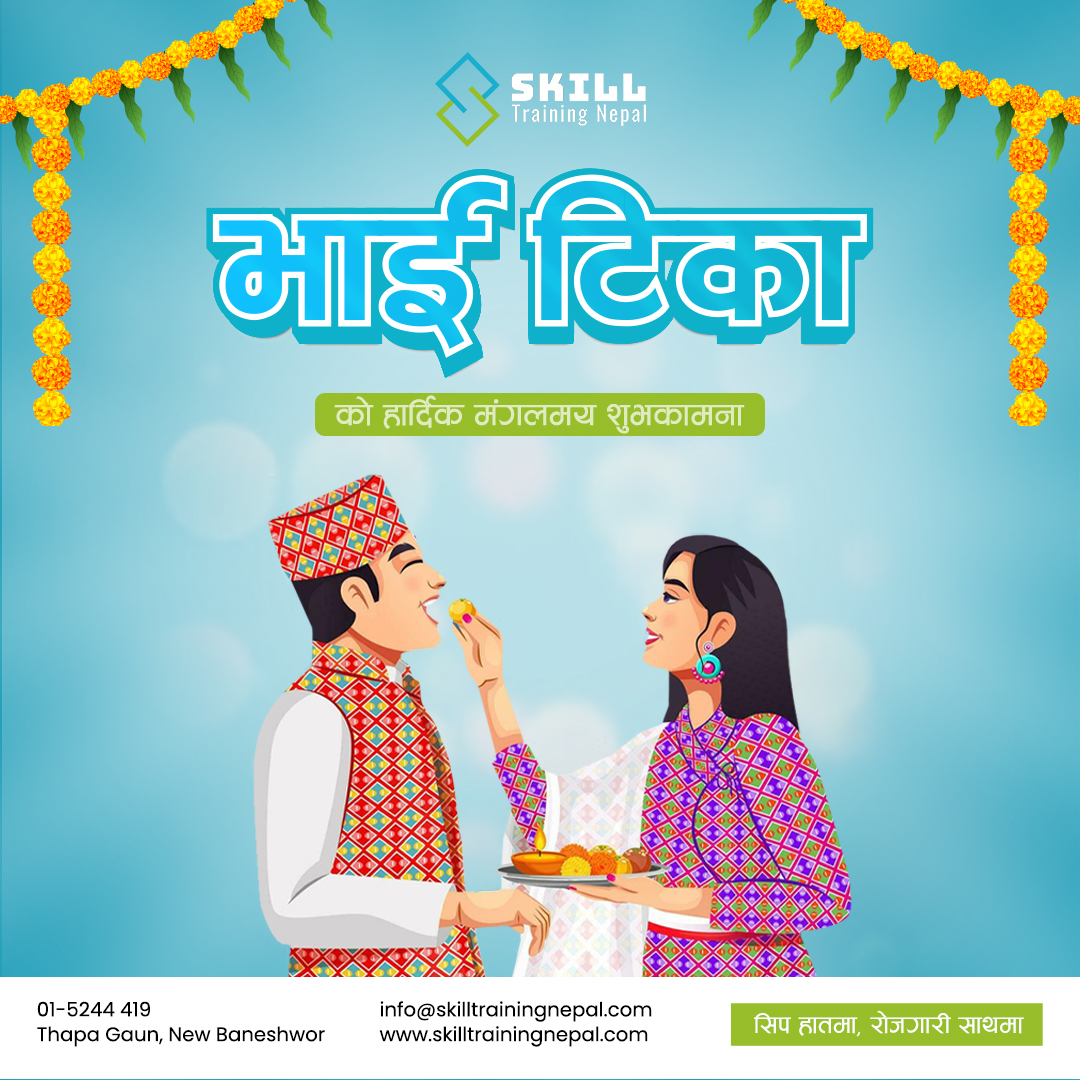 SKILL
Training Nepal
भाई टिका
को हार्दिक मंगलमय शुभकामना
01-5244 419
Thapa Gaun, New Baneshwor
info@skilltrainingnepal.com
www.skilltrainingnepal.com
सिप हातमा, रोजगारी साथमा